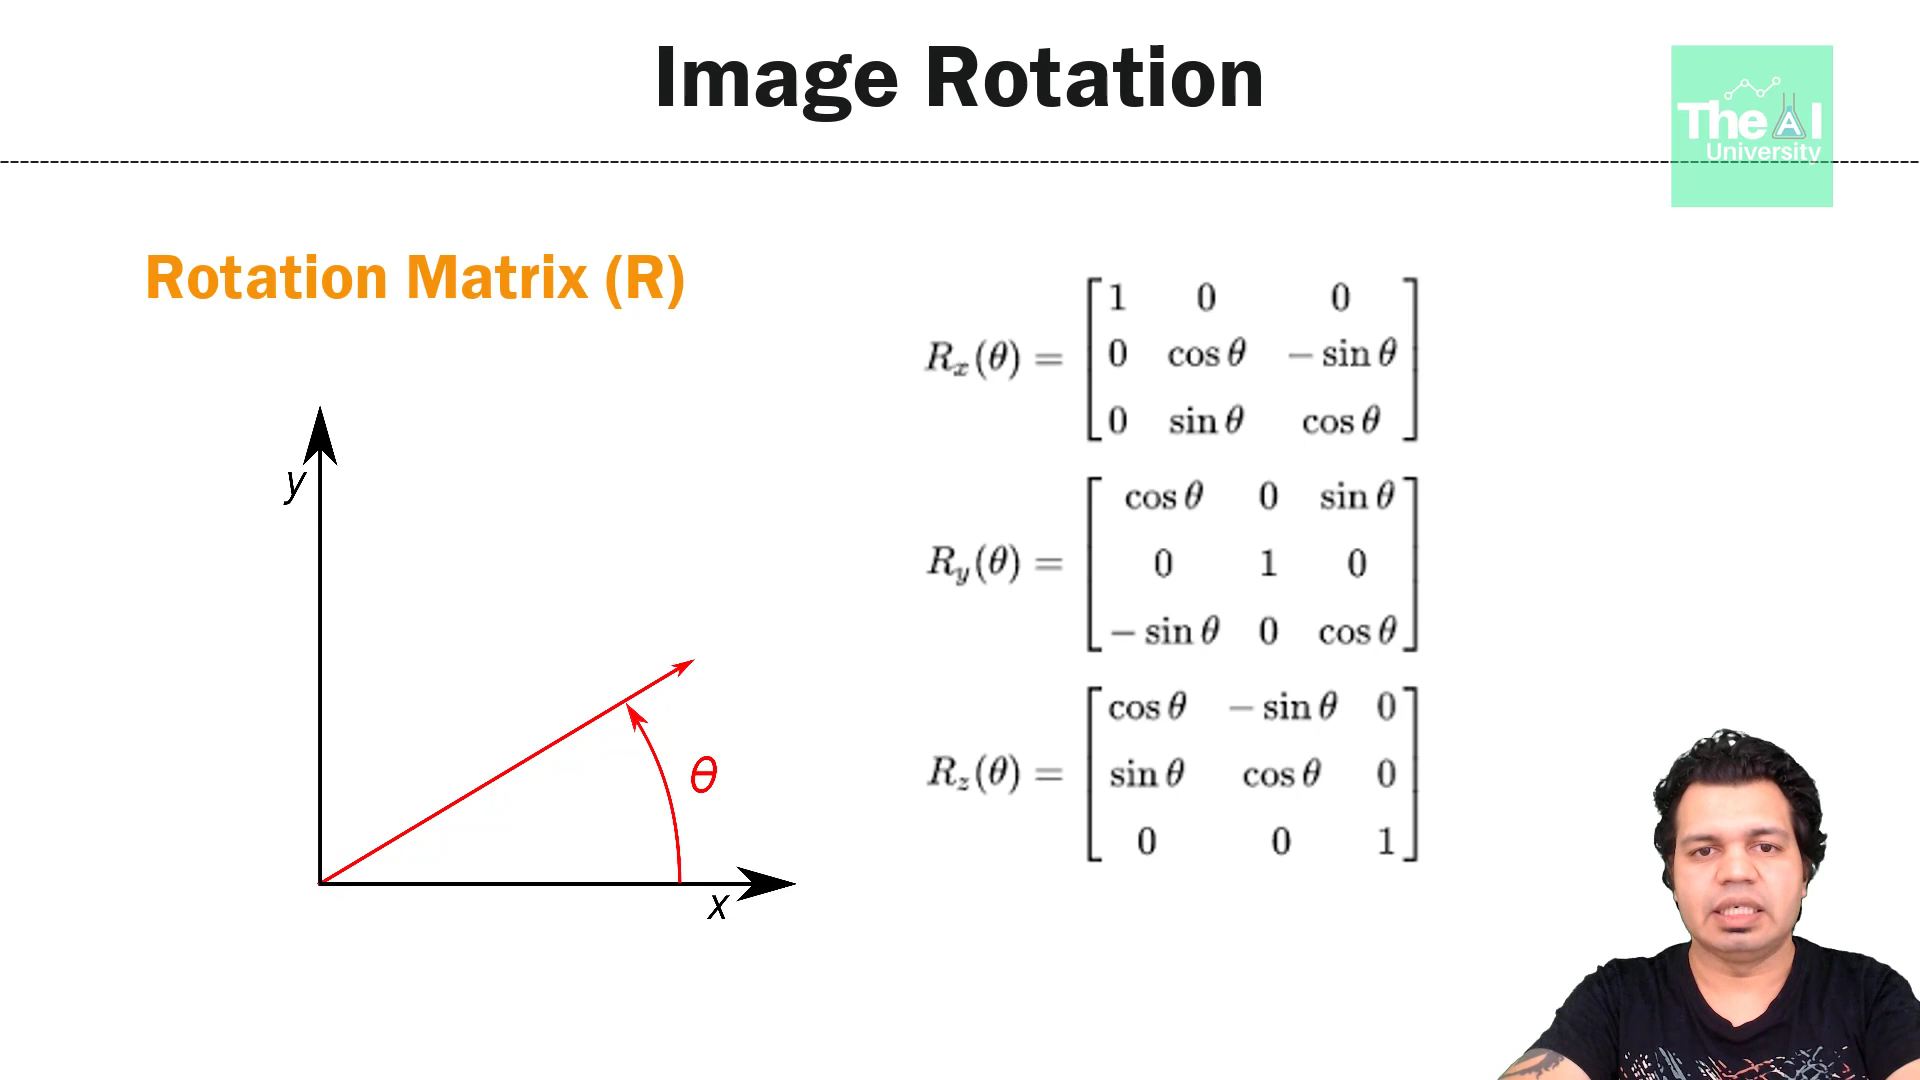 Image Rotation
The AI
University
Rotation Matrix (R)
y
θ
x
R_x(θ) = [1 0 0
0 cos θ − sin θ
0 sin θ cos θ]
R_y(θ) = [cos θ 0 sin θ
0 1 0
− sin θ 0 cos θ]
R_z(θ) = [cos θ − sin θ 0
sin θ cos θ 0
0 0 1]